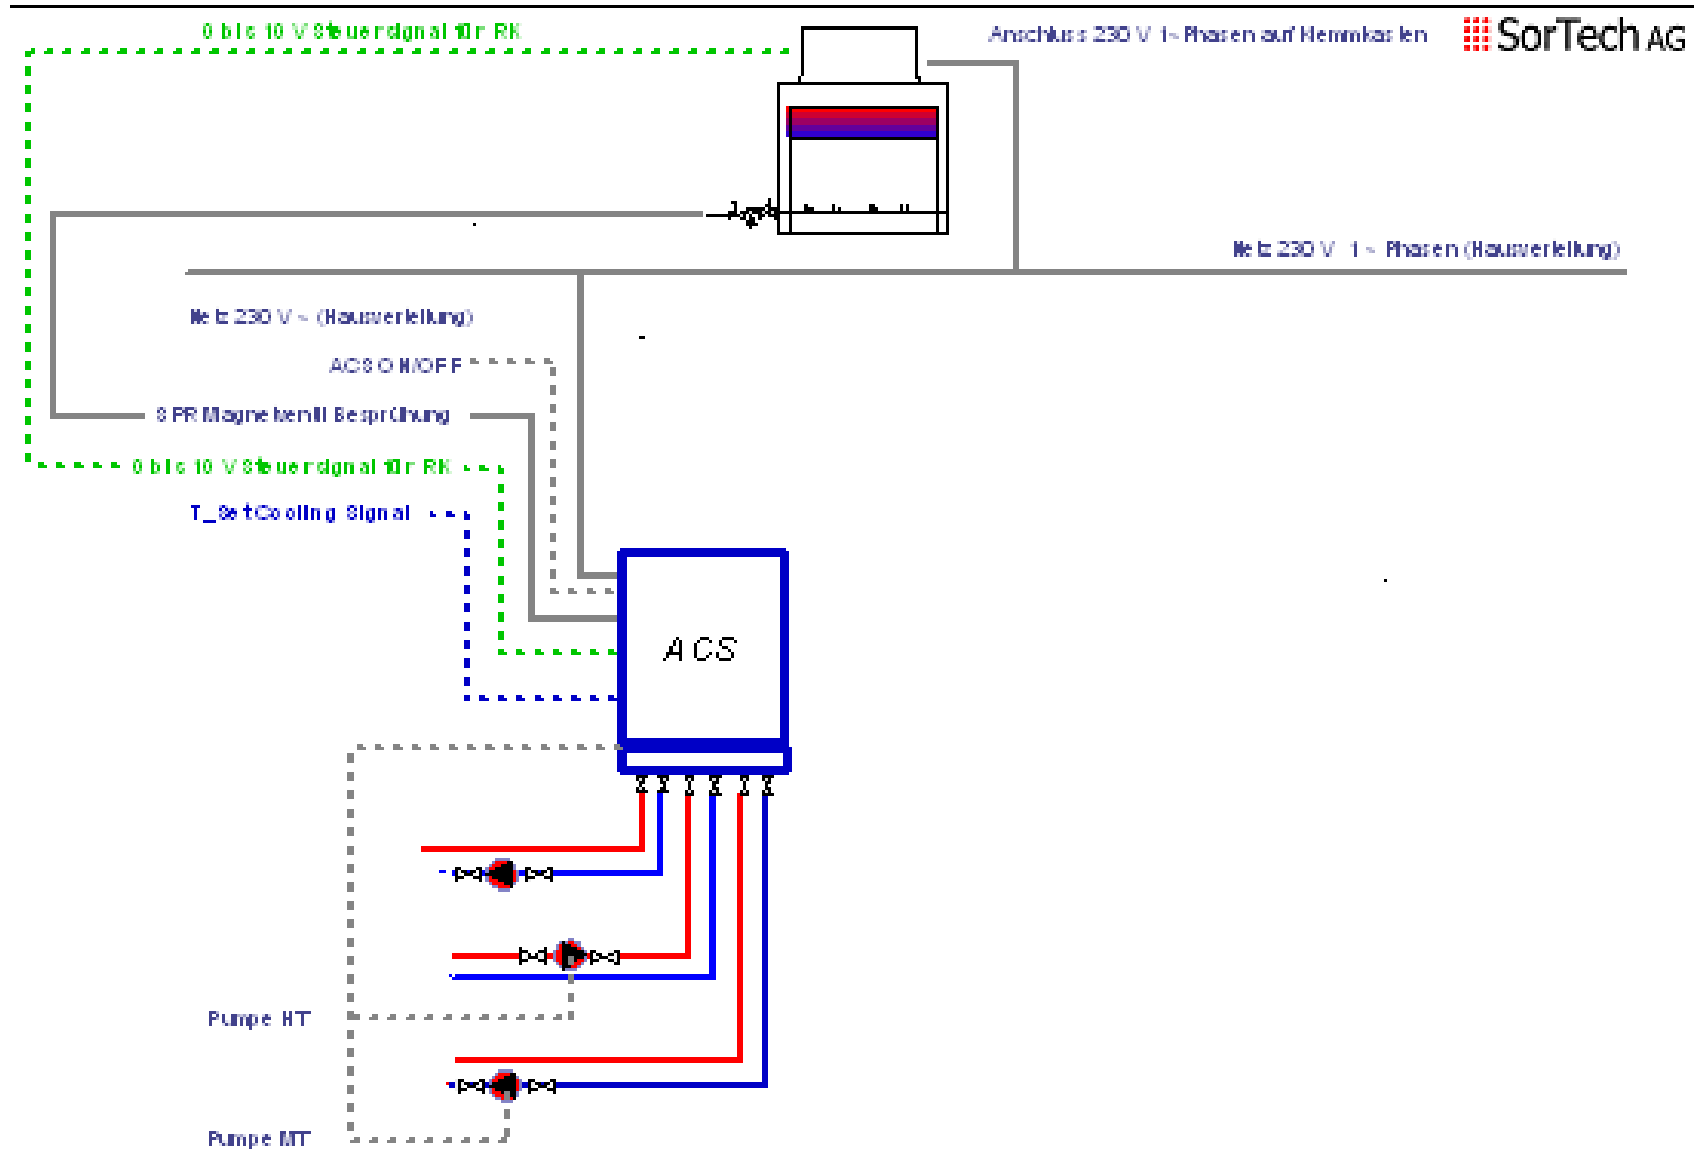 0 bis 10 V Steuersignal für RK
Anschluss 230 V 1~ Phasen auf Klemmkasten
SorTech AG
Netz 230 V 1 ~ Phasen (Hausverteilung)
Netz 230 V ~ (Hausverteilung)
ACS ON/OFF
SPR Magnetventil Besprühung
0 bis 10 V Steuersignal für RK
T_Set Cooling Signal
ACS
Pumpe HT
Pumpe MT